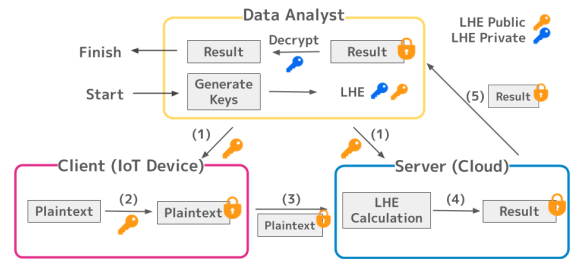 Data Analyst
LHE Public
LHE Private
Finish
Result
Decrypt
Result
Start
Generate
Keys
LHE
(5)
Result
(1)
(1)
Client (IoT Device)
Server (Cloud)
Plaintext
(2)
Plaintext
(3)
Plaintext
LHE
Calculation
(4)
Result